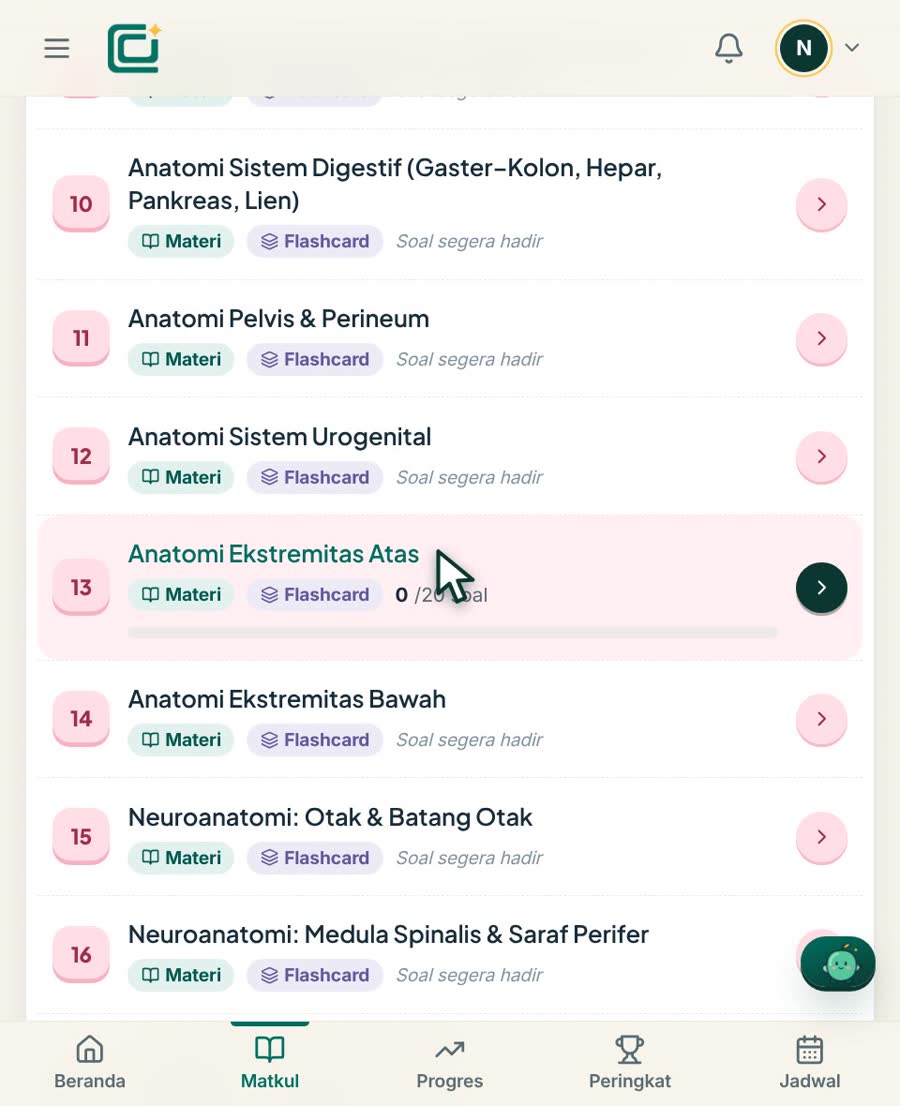 N
10
Anatomi Sistem Digestif (Gaster–Kolon, Hepar,
Pankreas, Lien)
Materi Flashcard Soal segera hadir
11
Anatomi Pelvis & Perineum
Materi Flashcard Soal segera hadir
12
Anatomi Sistem Urogenital
Materi Flashcard Soal segera hadir
13
Anatomi Ekstremitas Atas
Materi Flashcard 0 /20
14
Anatomi Ekstremitas Bawah
Materi Flashcard Soal segera hadir
15
Neuroanatomi: Otak & Batang Otak
Materi Flashcard Soal segera hadir
16
Neuroanatomi: Medula Spinalis & Saraf Perifer
Materi Flashcard Soal segera hadir
Beranda Matkul Progres Peringkat Jadwal